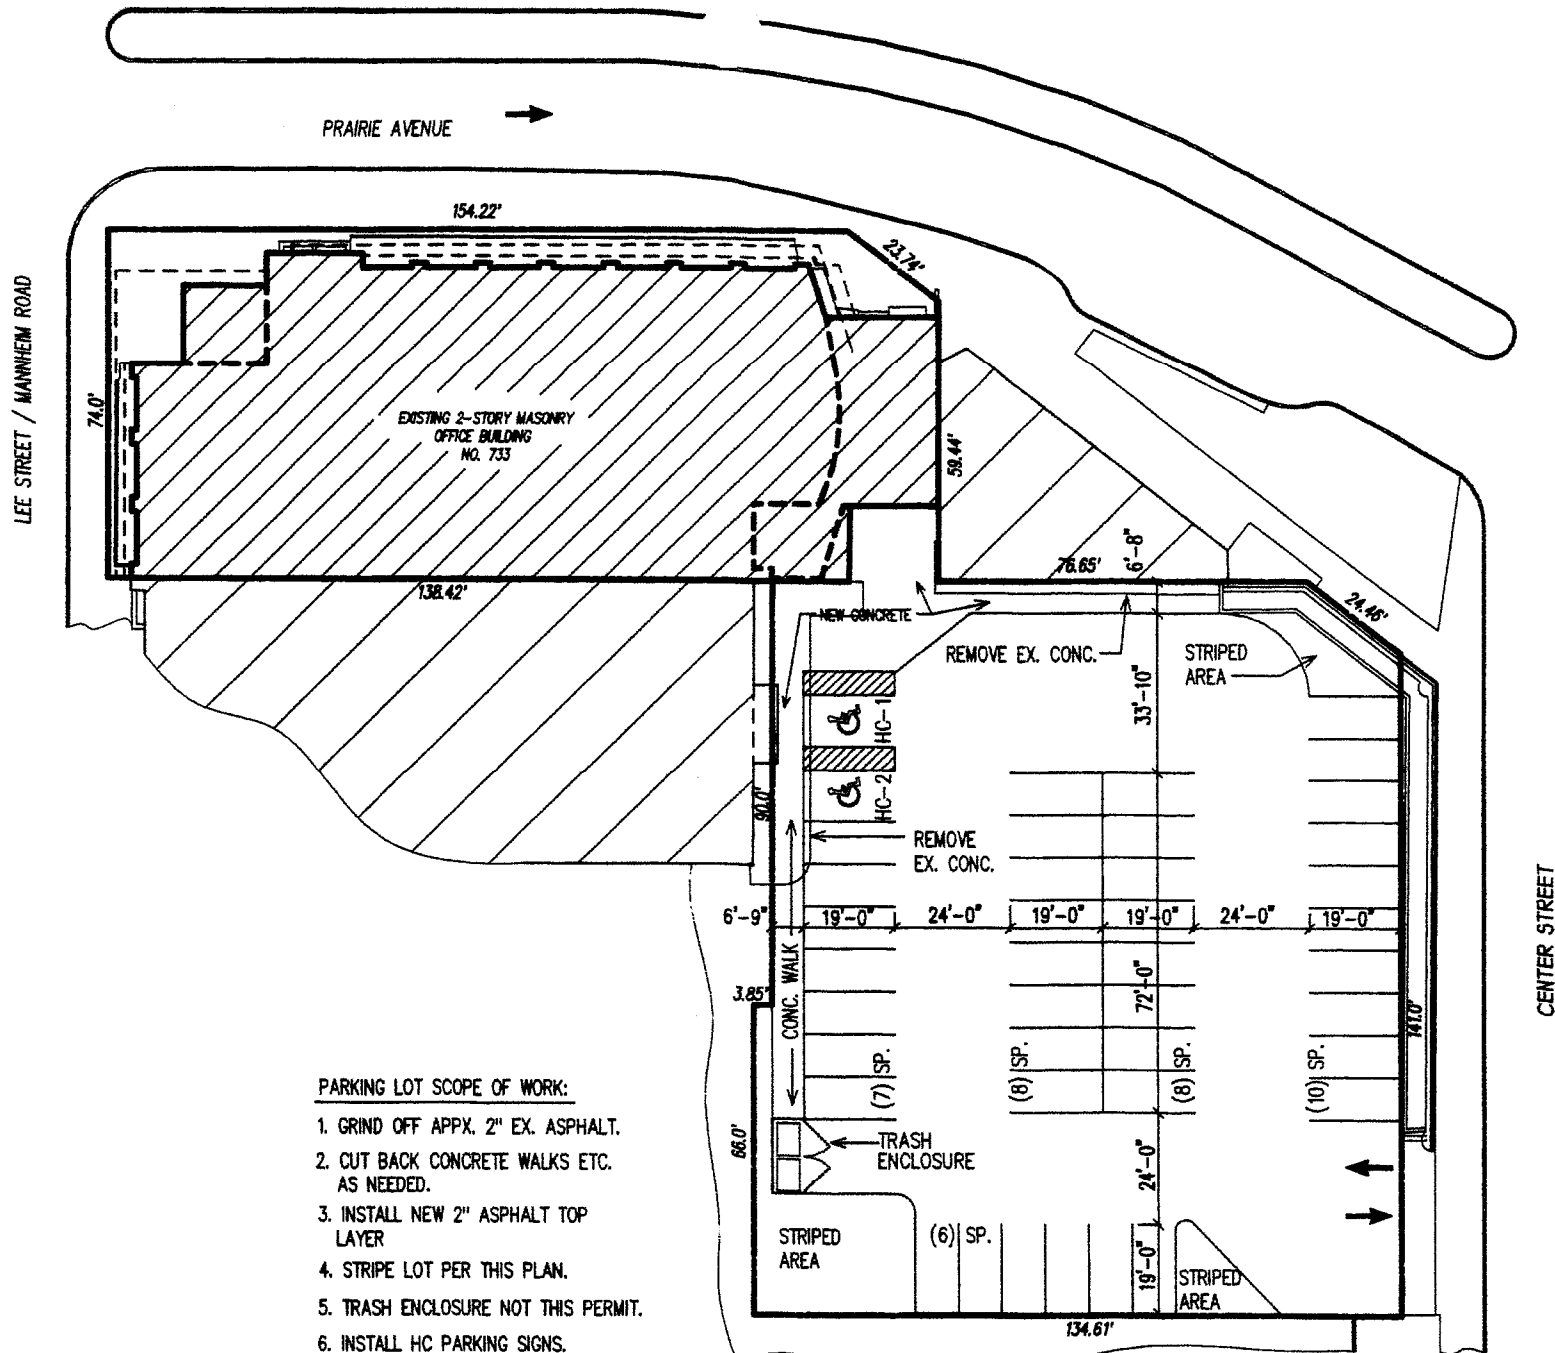 PRAIRIE AVENUE
154.22'
23.74'
LEE STREET / MANNHEIM ROAD
74.0'
EXISTING 2-STORY MASONRY
OFFICE BUILDING
NO. 733
59.44'
138.42'
76.65'
6'-8"
24.46'
NEW CONCRETE
REMOVE EX. CONC.
STRIPED
AREA
33'-10"
HC-1
HC-2
90.0'
REMOVE
EX. CONC.
6'-9"
19'-0"
24'-0"
19'-0"
19'-0"
24'-0"
19'-0"
CENTER STREET
CONC. WALK
3.85'
72'-0"
141.0'
(7) SP.
(8) SP.
(8) SP.
(10) SP.
PARKING LOT SCOPE OF WORK:
1. GRIND OFF APPX. 2" EX. ASPHALT.
2. CUT BACK CONCRETE WALKS ETC.
AS NEEDED.
3. INSTALL NEW 2" ASPHALT TOP
LAYER
4. STRIPE LOT PER THIS PLAN.
5. TRASH ENCLOSURE NOT THIS PERMIT.
6. INSTALL HC PARKING SIGNS.
66.0'
TRASH
ENCLOSURE
24'-0"
STRIPED
AREA
(6) SP.
19'-0"
STRIPED
AREA
134.61'